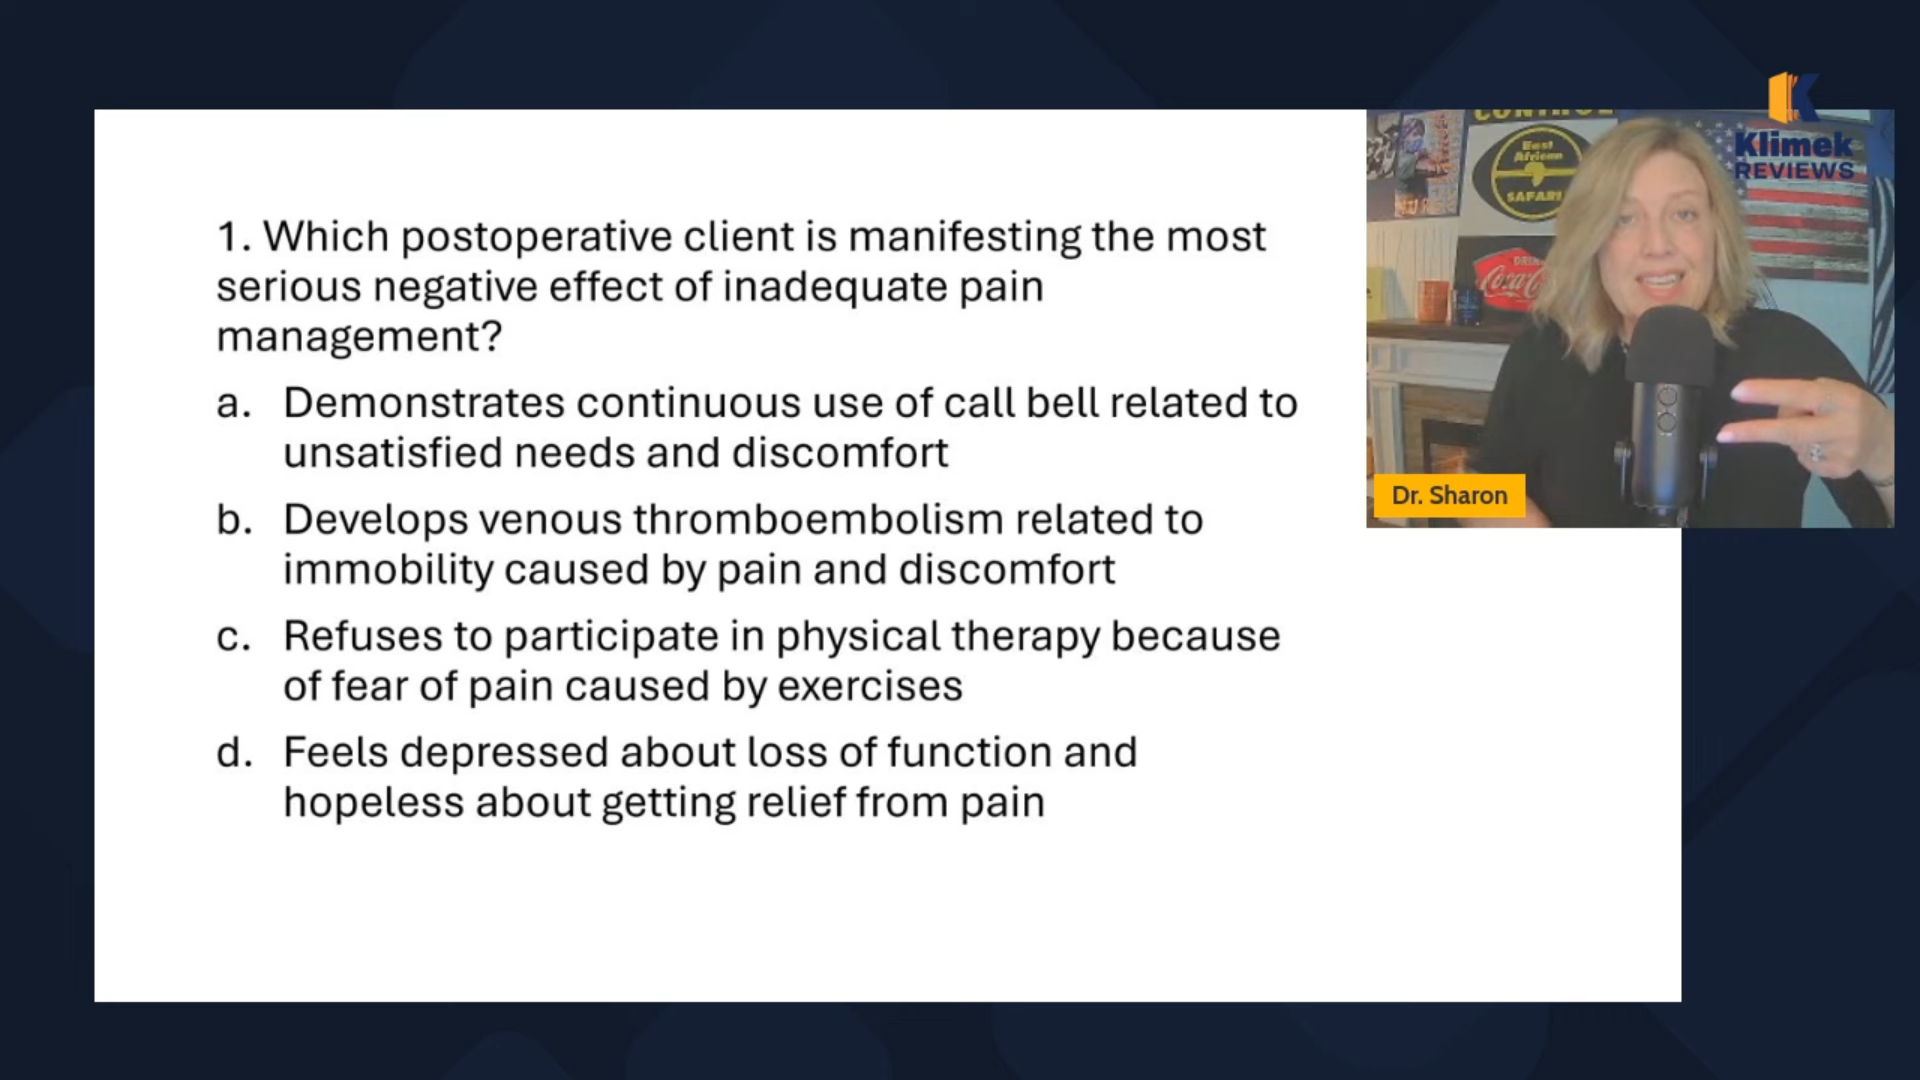 1. Which postoperative client is manifesting the most
serious negative effect of inadequate pain
management?
a. Demonstrates continuous use of call bell related to
unsatisfied needs and discomfort
b. Develops venous thromboembolism related to
immobility caused by pain and discomfort
c. Refuses to participate in physical therapy because
of fear of pain caused by exercises
d. Feels depressed about loss of function and
hopeless about getting relief from pain
Klimek
REVIEWS
East
African
SAFARI
Coca-C
Dr. Sharon